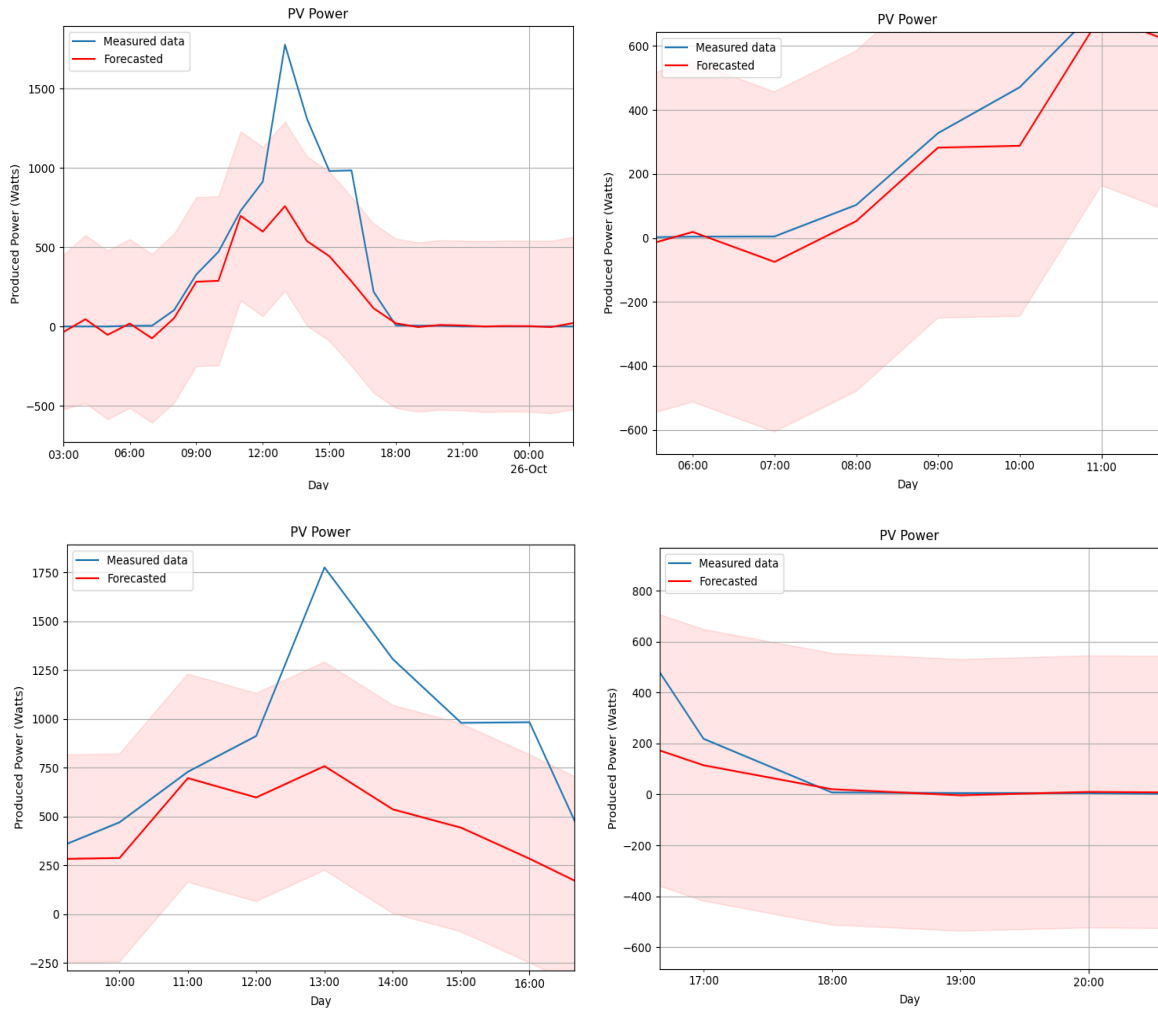 PV Power
Measured data
Forecasted
Produced Power (Watts)
1500
1000
500
0
−500
03:00 06:00 09:00 12:00 15:00 18:00 21:00 00:00
26-Oct
Day
PV Power
Measured data
Forecasted
Produced Power (Watts)
600
400
200
0
−200
−400
−600
06:00 07:00 08:00 09:00 10:00 11:00
Day
PV Power
Measured data
Forecasted
Produced Power (Watts)
1750
1500
1250
1000
750
500
250
0
−250
10:00 11:00 12:00 13:00 14:00 15:00 16:00
Day
PV Power
Measured data
Forecasted
Produced Power (Watts)
800
600
400
200
0
−200
−400
−600
17:00 18:00 19:00 20:00
Day